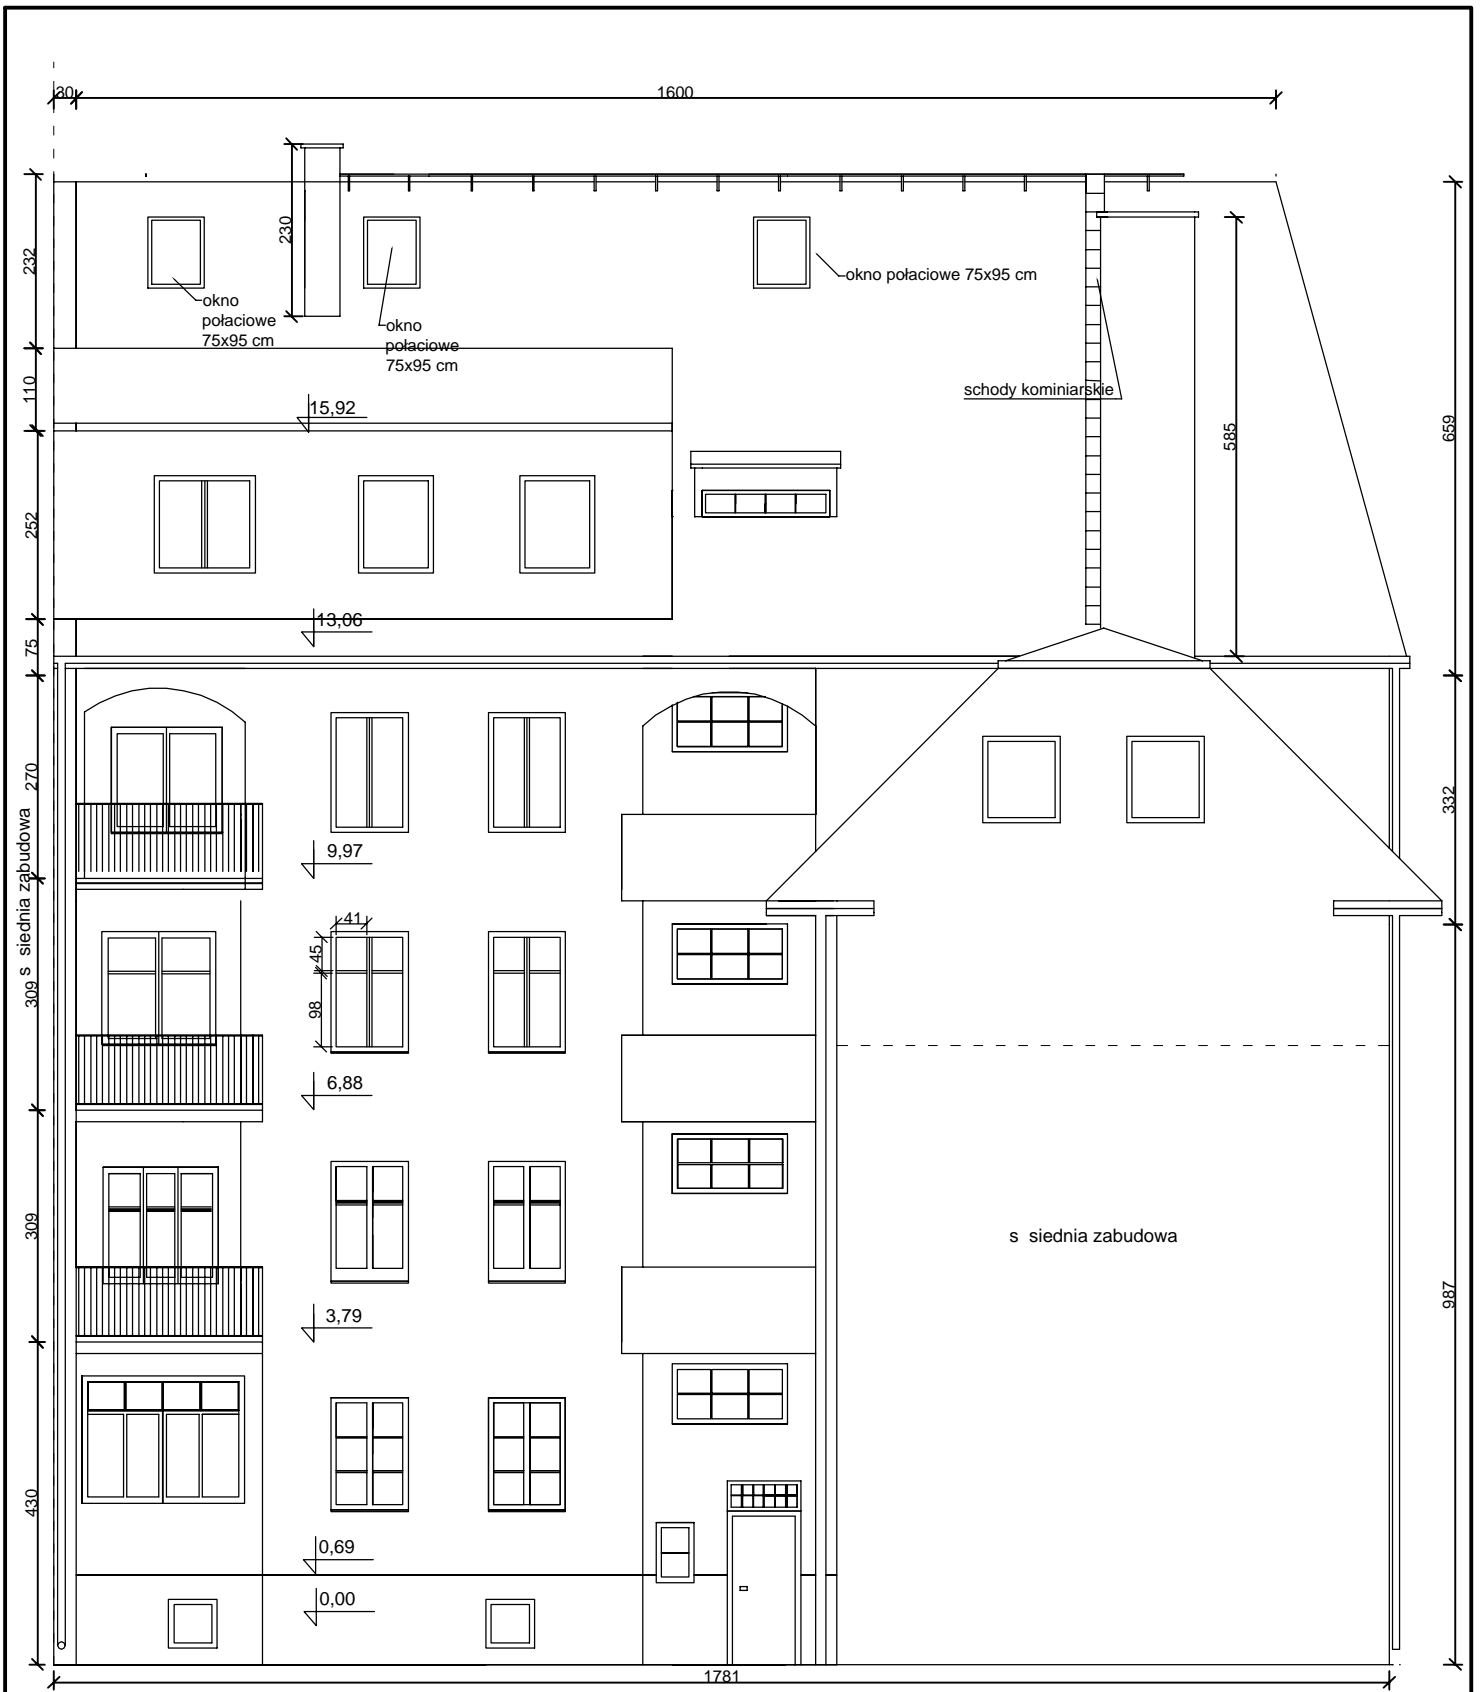 30
1600
230
232
okno
połaciowe
75x95 cm
okno
połaciowe
75x95 cm
okno połaciowe 75x95 cm
schody kominiarskie
110
15,92
585
659
252
13,06
75
270
332
9,97
s siednia zabudowa
41
45
98
309
6,88
309
s siednia zabudowa
3,79
987
430
0,69
0,00
1781